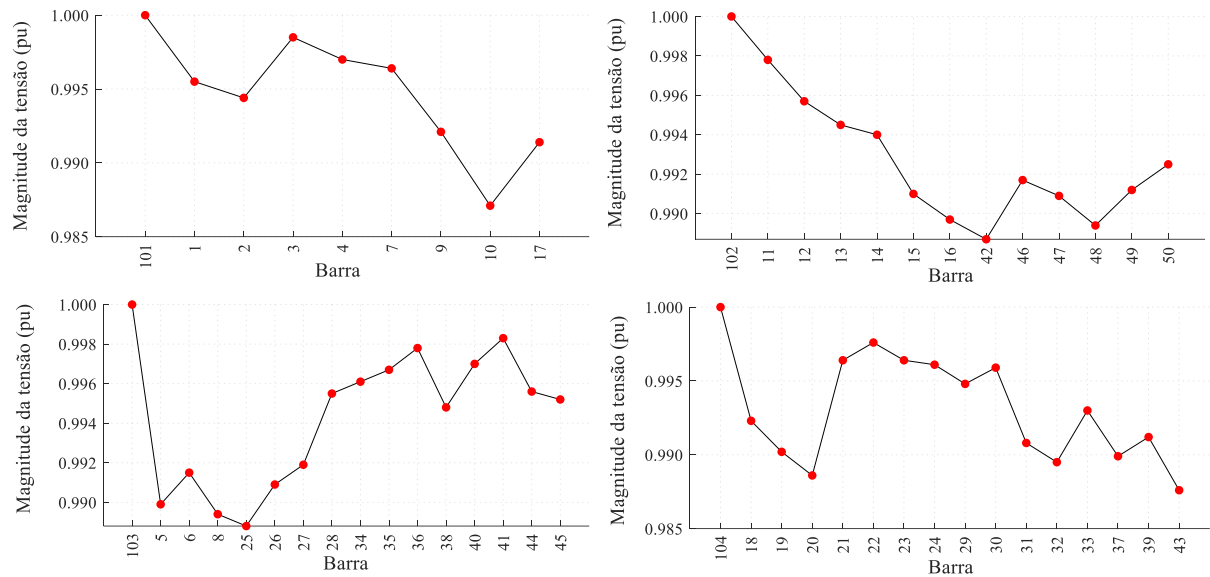 Magnitude da tensão (pu)
1.000
0.995
0.990
0.985
101 1 2 3 4 7 9 10 17
Barra
Magnitude da tensão (pu)
1.000
0.998
0.996
0.994
0.992
0.990
102 11 12 13 14 15 16 42 46 47 48 49 50
Barra
Magnitude da tensão (pu)
1.000
0.998
0.996
0.994
0.992
0.990
103 5 6 8 25 26 27 28 34 35 36 38 40 41 44 45
Barra
Magnitude da tensão (pu)
1.000
0.995
0.990
0.985
104 18 19 20 21 22 23 24 29 30 31 32 33 37 39 43
Barra